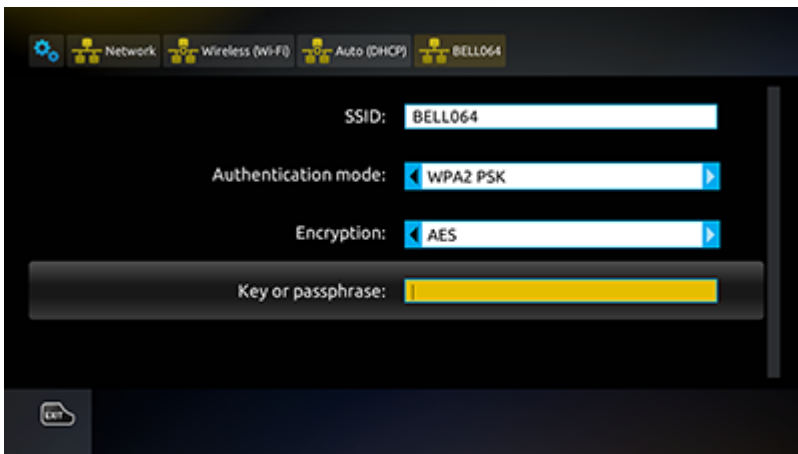 Network Wireless (Wi-Fi) Auto (DHCP) BELL064
SSID: BELL064
Authentication mode: WPA2 PSK
Encryption: AES
Key or passphrase:
EXIT